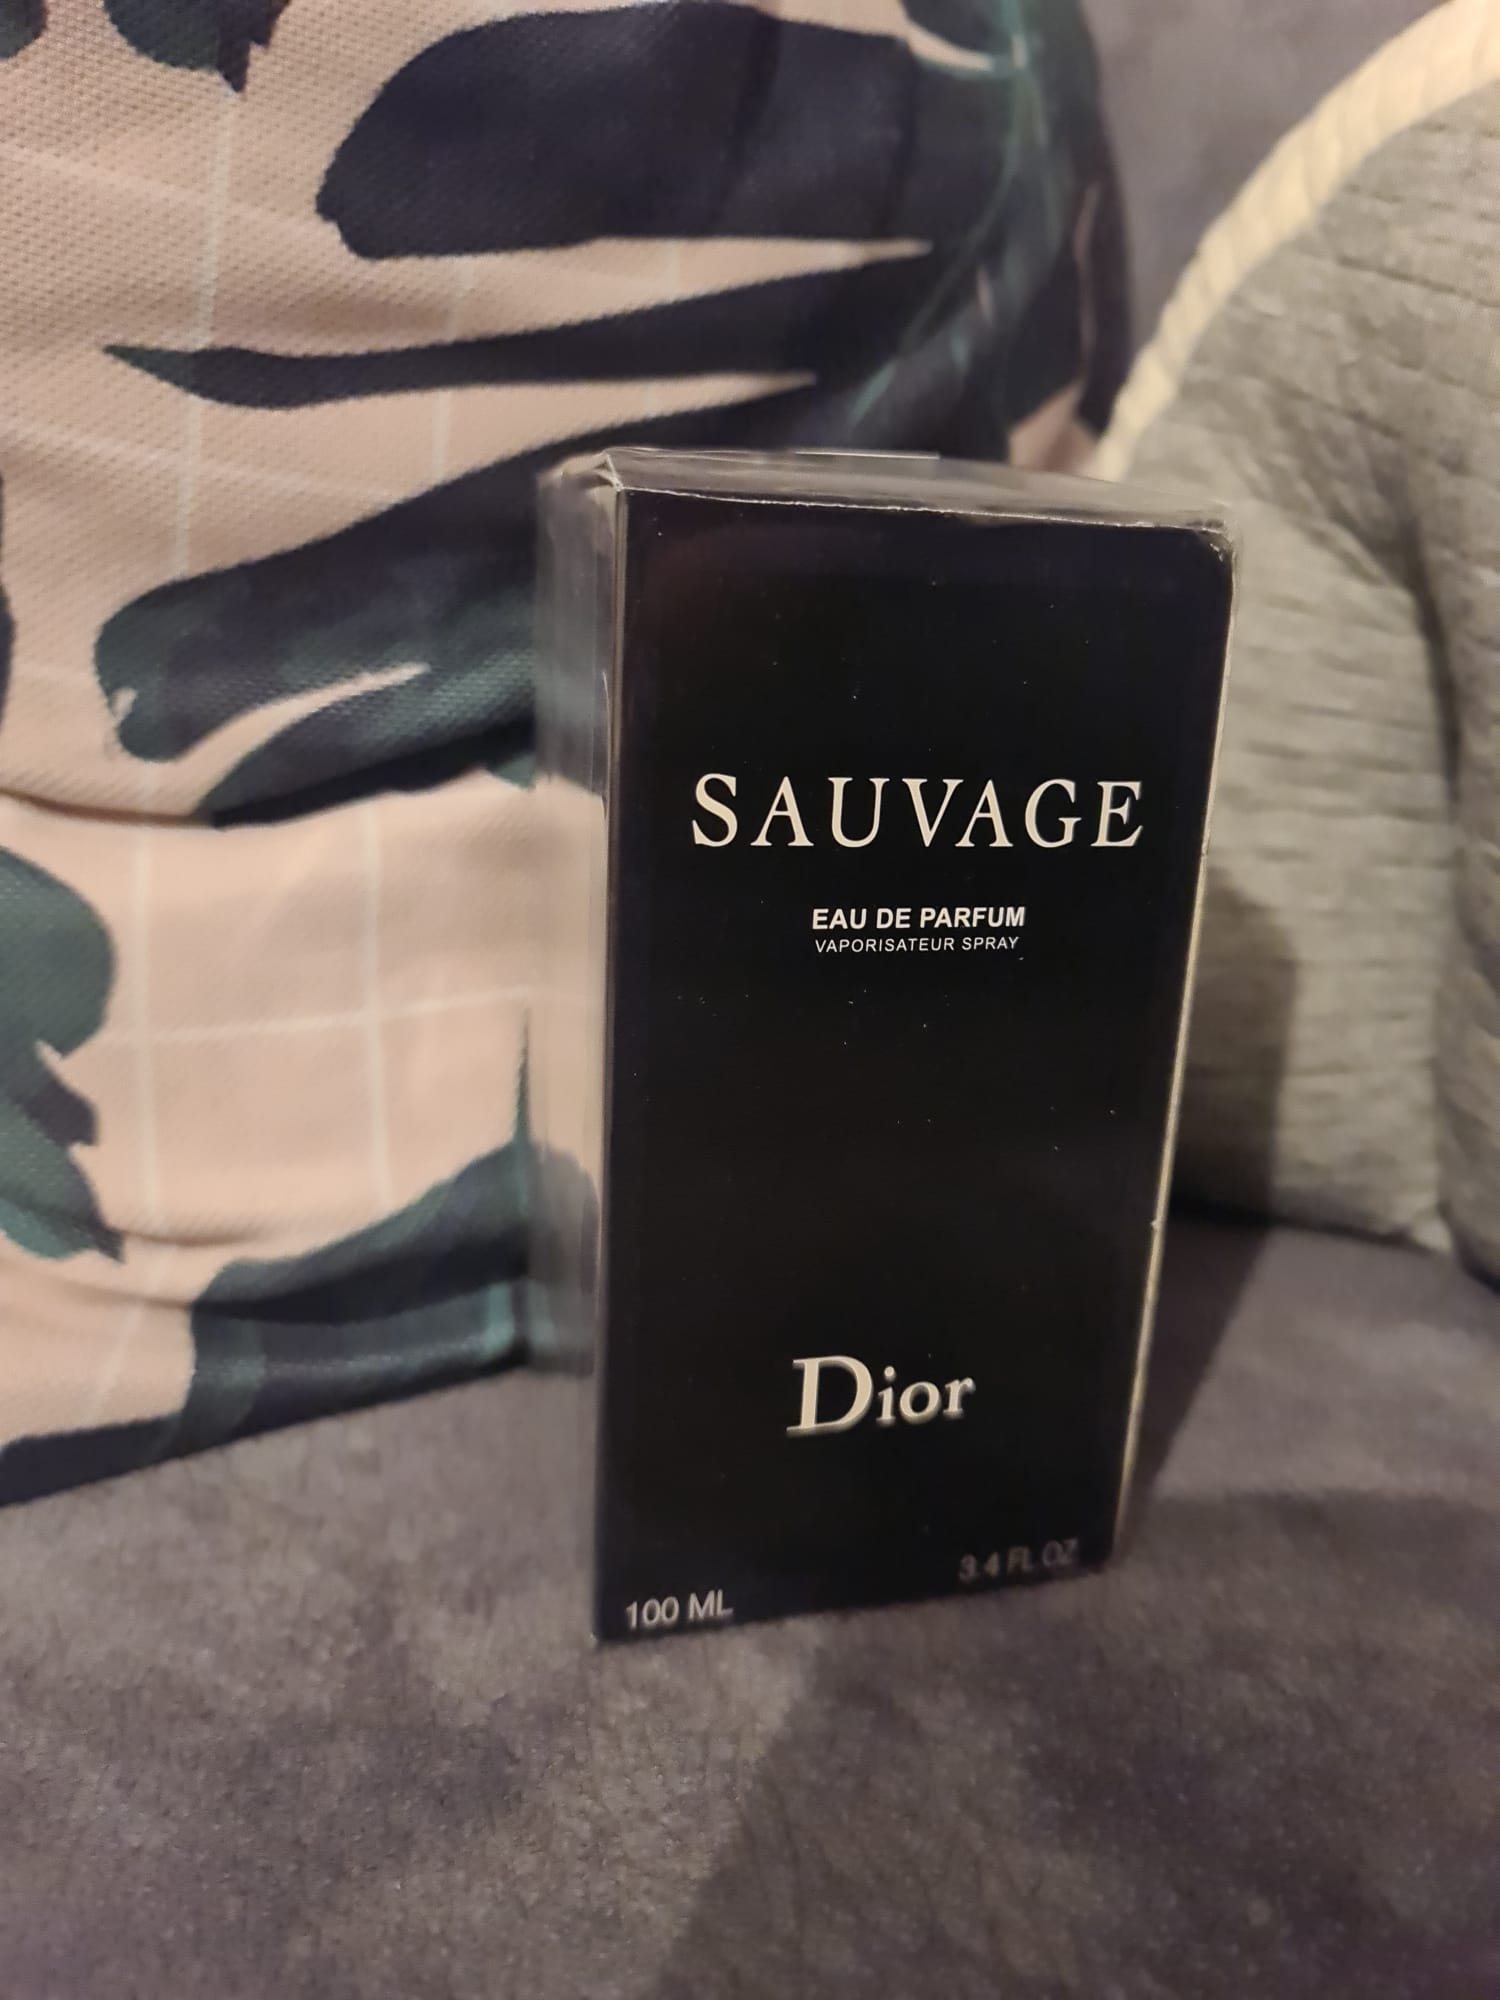 SAUVAGE
EAU DE PARFUM
VAPORISATEUR SPRAY
Dior
100 ML 3.4 FL.OZ